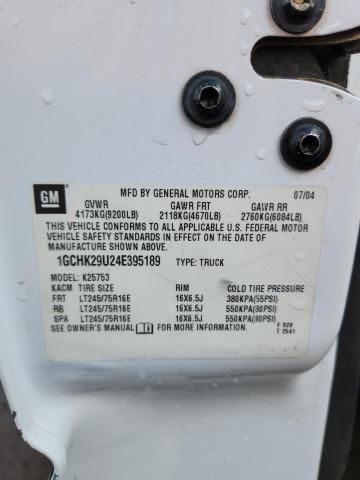 MFD BY GENERAL MOTORS CORP. 07/04
GM
GVWR GAWR FRT GAWR RR
4173KG(9200LB) 2118KG(4670LB) 2760KG(6084LB)
THIS VEHICLE CONFORMS TO ALL APPLICABLE U.S. FEDERAL MOTOR
VEHICLE SAFETY STANDARDS IN EFFECT ON THE DATE OF
MANUFACTURE SHOWN ABOVE.
1GCHK29U24E395189 TYPE: TRUCK
MODEL: K25753
KACM TIRE SIZE RIM COLD TIRE PRESSURE
FRT LT245/75R16E 16X6.5J 380KPA(55PSI)
RR LT245/75R16E 16X6.5J 550KPA(80PSI)
SPA LT245/75R16E 16X6.5J 550KPA(80PSI)
SEE OWNER'S MANUAL FOR MORE INFORMATION.
F 928
T 2541